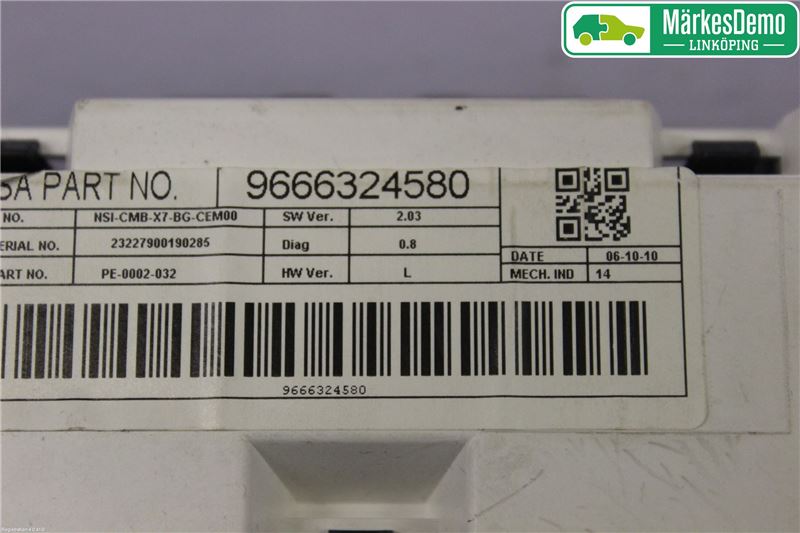 MärkesDemo
LINKÖPING
SA PART NO. 9666324580
NO. NSI-CMB-X7-BG-CEM00 SW Ver. 2.03
ERIAL NO. 23227900190285 Diag 0.8
DATE 06-10-10
ART NO. PE-0002-032 HW Ver. L
MECH. IND 14
9666324580